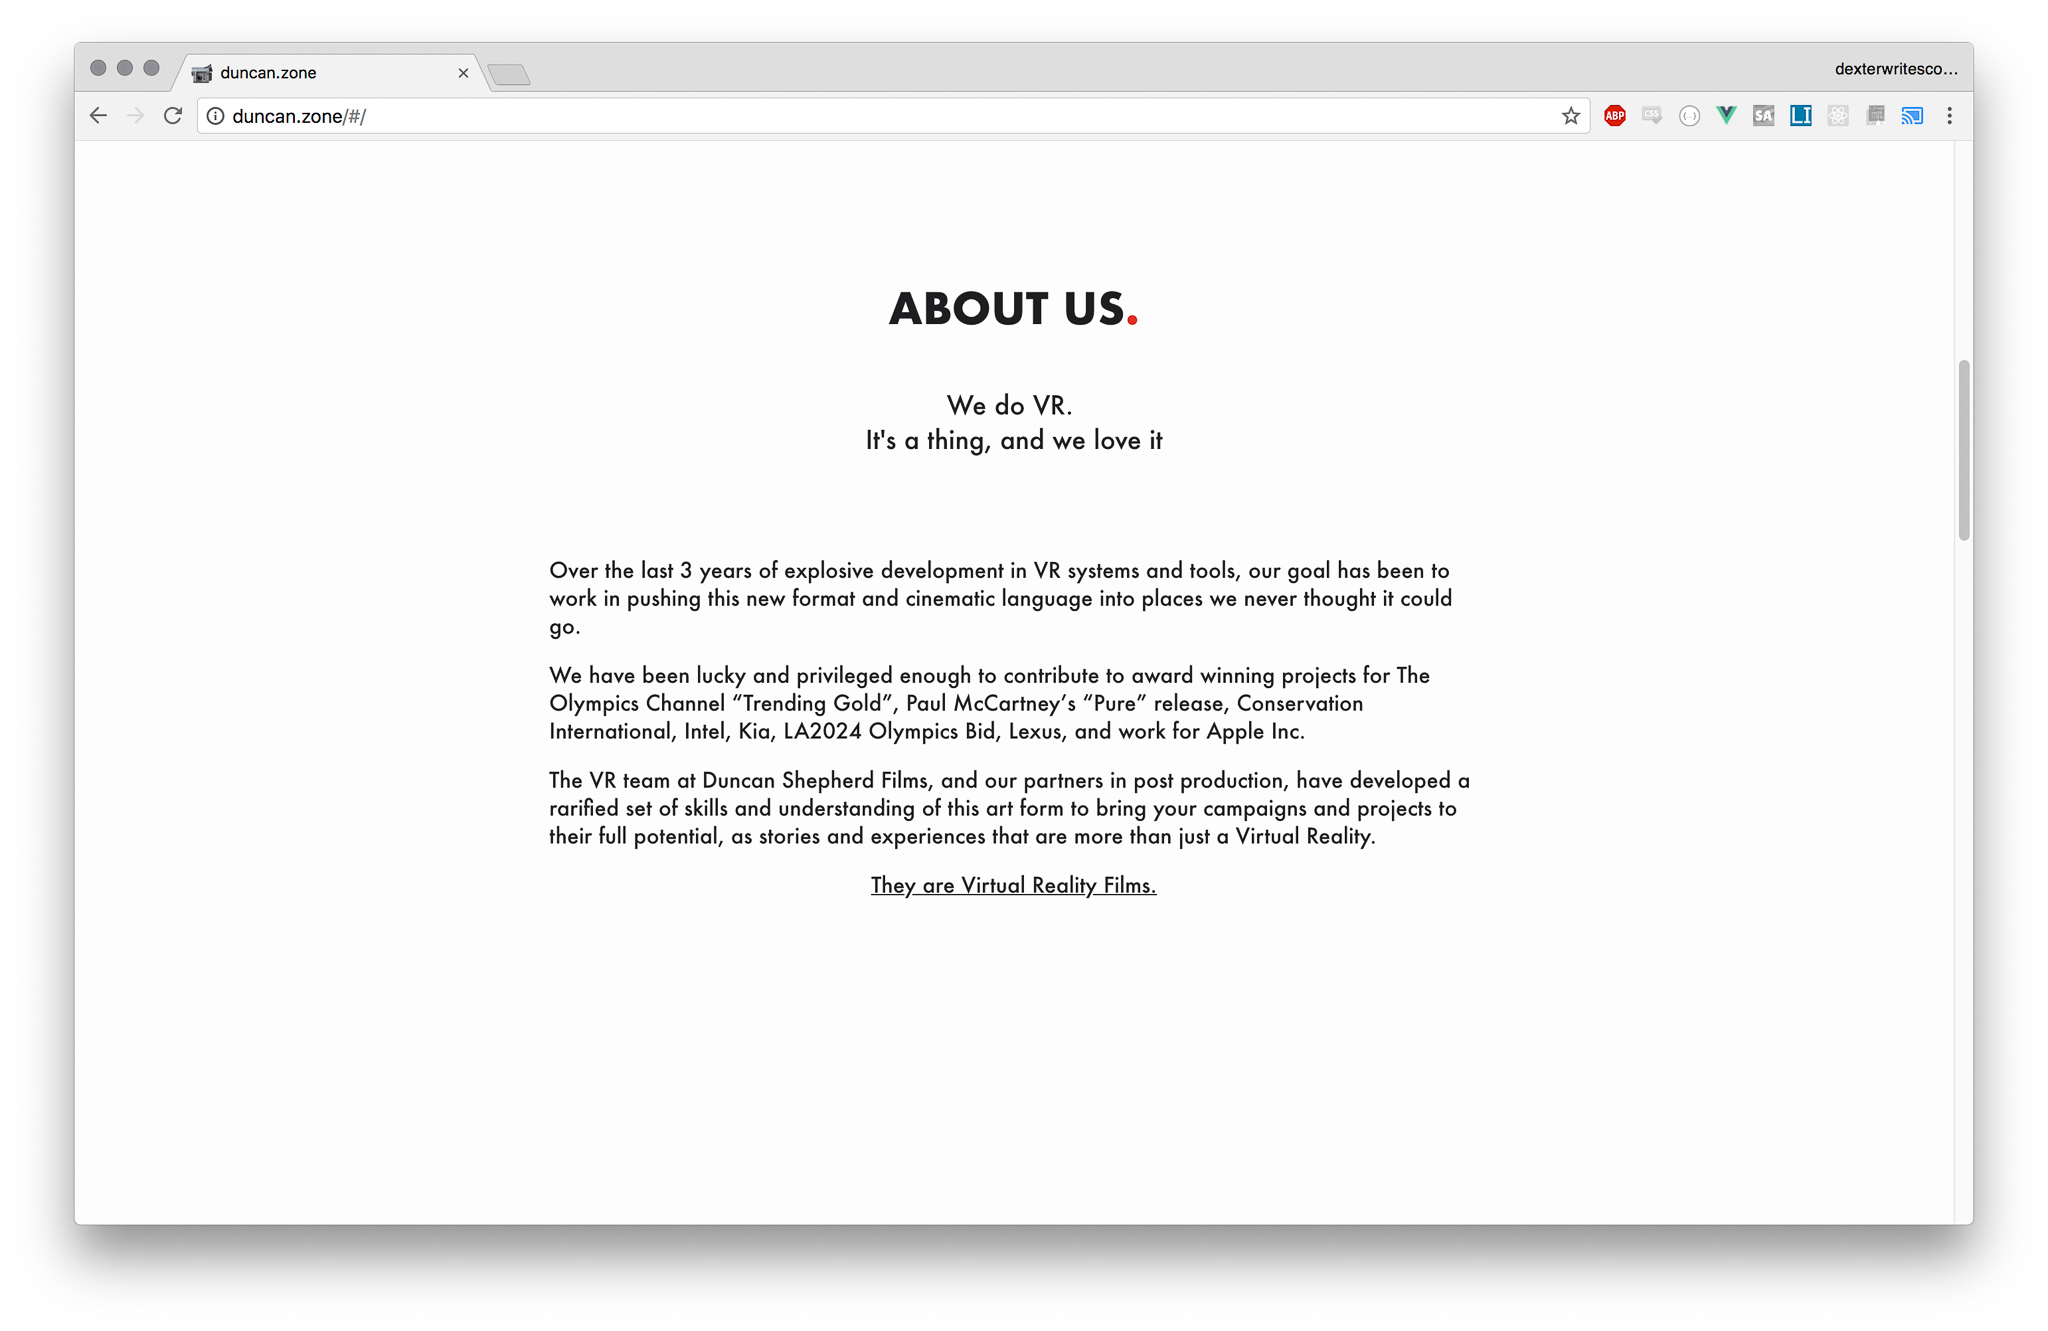 duncan.zone
dexterwritesco…
duncan.zone/#/
ABP
CSS
SA
LI
ABOUT US.
We do VR.
It's a thing, and we love it
Over the last 3 years of explosive development in VR systems and tools, our goal has been to
work in pushing this new format and cinematic language into places we never thought it could
go.
We have been lucky and privileged enough to contribute to award winning projects for The
Olympics Channel “Trending Gold”, Paul McCartney’s “Pure” release, Conservation
International, Intel, Kia, LA2024 Olympics Bid, Lexus, and work for Apple Inc.
The VR team at Duncan Shepherd Films, and our partners in post production, have developed a
rarified set of skills and understanding of this art form to bring your campaigns and projects to
their full potential, as stories and experiences that are more than just a Virtual Reality.
They are Virtual Reality Films.